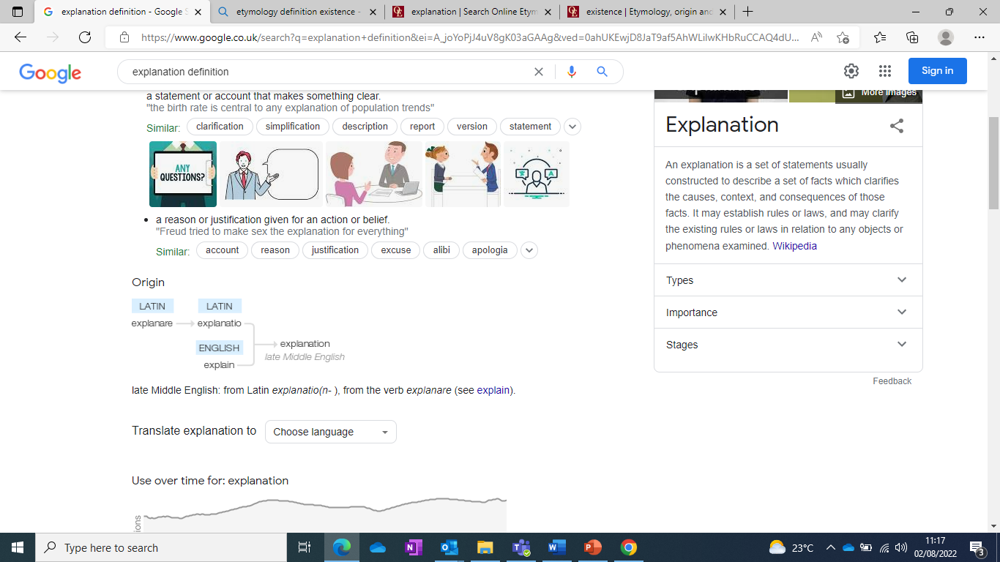 explanation definition - Google S
etymology definition existence -
explanation | Search Online Etym
existence | Etymology, origin and
https://www.google.co.uk/search?q=explanation+definition&ei=A_joYoPjJ4uV8gK03aGAAg&ved=0ahUKEwjD8JaT9af5AhWLilwKHbRuCCAQ4dU...
Google
explanation definition
Sign in
a statement or account that makes something clear.
"the birth rate is central to any explanation of population trends"
Similar: clarification simplification description report version statement
ANY
QUESTIONS?
a reason or justification given for an action or belief.
"Freud tried to make sex the explanation for everything"
Similar: account reason justification excuse alibi apologia
Origin
LATIN LATIN
explanare explanatio
ENGLISH
explain
explanation
late Middle English
late Middle English: from Latin explanatio(n- ), from the verb explanare (see explain).
Translate explanation to Choose language
Use over time for: explanation
More images
Explanation
An explanation is a set of statements usually
constructed to describe a set of facts which clarifies
the causes, context, and consequences of those
facts. It may establish rules or laws, and may clarify
the existing rules or laws in relation to any objects or
phenomena examined. Wikipedia
Types
Importance
Stages
Feedback
Type here to search
23°C
11:17
02/08/2022
3